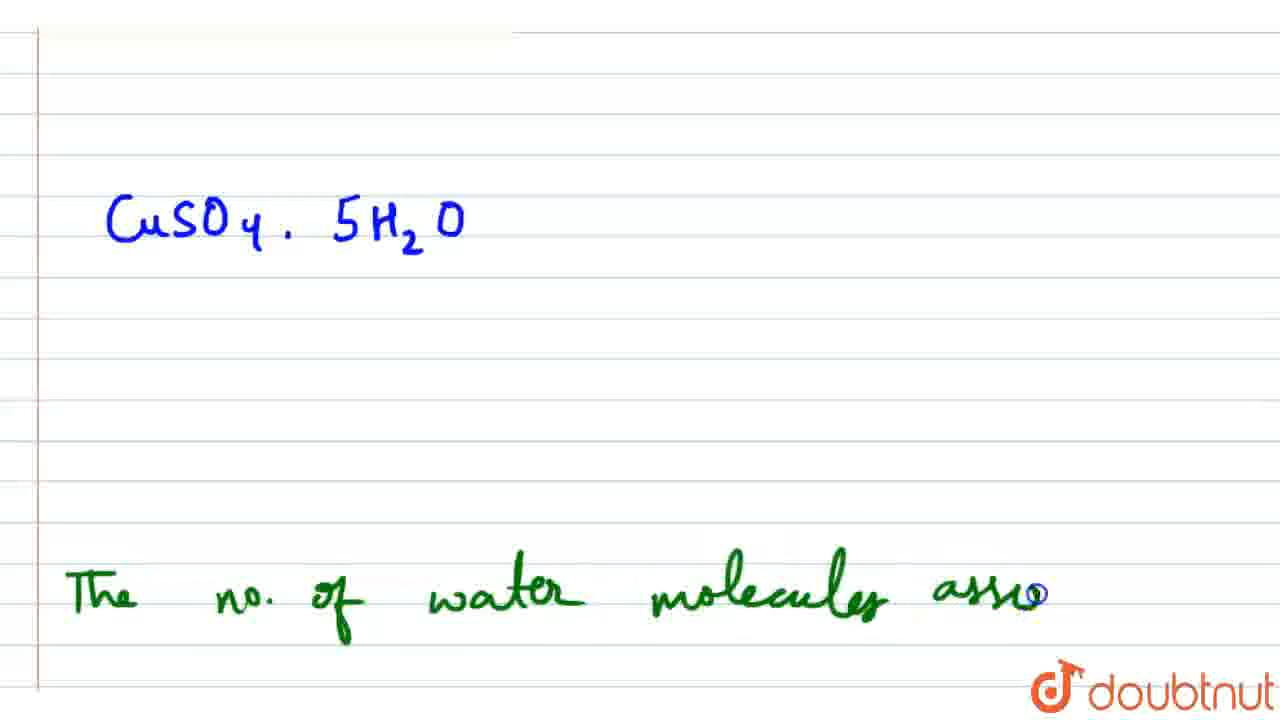 CuSO4. 5H2O
The no. of water molecules asso
doubtnut